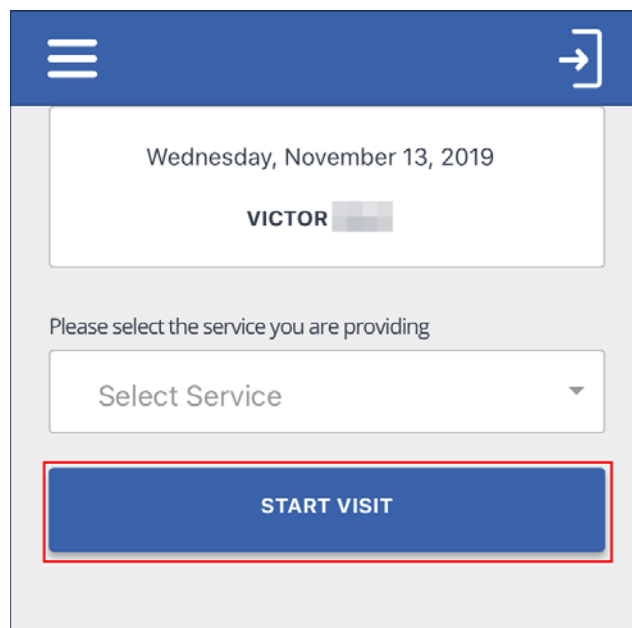 Wednesday, November 13, 2019
VICTOR
Please select the service you are providing
Select Service
START VISIT